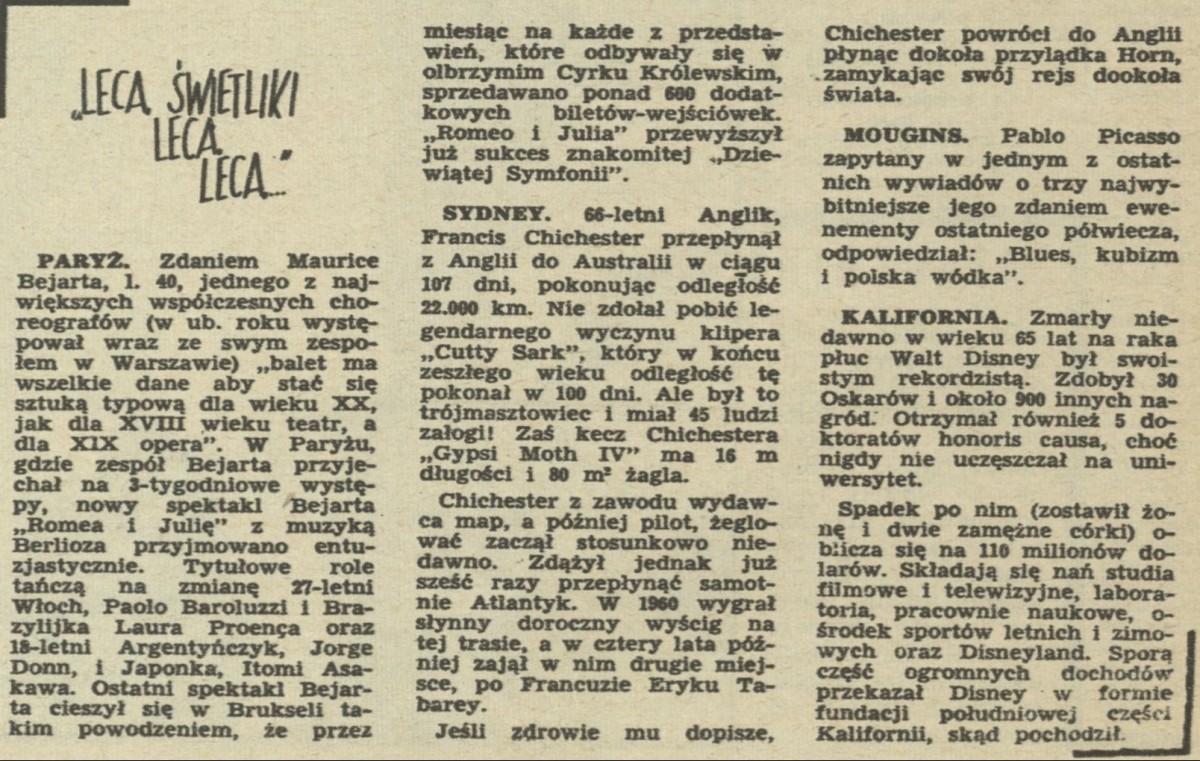 „LECĄ ŚWIETLIKI
LECĄ
LECĄ..."
PARYŻ. Zdaniem Maurice
Bejarta, l. 40, jednego z naj-
większych współczesnych cho-
reografów (w ub. roku wystę-
pował wraz ze swym zespo-
łem w Warszawie) „balet ma
wszelkie dane aby stać się
sztuką typową dla wieku XX,
jak dla XVIII wieku teatr, a
dla XIX opera”. W Paryżu,
gdzie zespół Bejarta przyje-
chał na 3-tygodniowe wystę-
py, nowy spektakl Bejarta
„Romea i Julię” z muzyką
Berlioza przyjmowano entu-
zjastycznie. Tytułowe role
tańczą na zmianę 27-letni
Włoch, Paolo Baroluzzi i Bra-
zylijka Laura Proença oraz
18-letni Argentyńczyk, Jorge
Donn, i Japonka, Itomi Asa-
kawa. Ostatni spektakl Bejar-
ta cieszył się w Brukseli ta-
kim powodzeniem, że przez
miesiąc na każde z przedsta-
wień, które odbywały się w
olbrzymim Cyrku Królewskim,
sprzedawano ponad 600 dodat-
kowych biletów-wejściówek.
„Romeo i Julia” przewyższył
już sukces znakomitej „Dzie-
wiątej Symfonii”.
SYDNEY. 66-letni Anglik,
Francis Chichester przepłynął
z Anglii do Australii w ciągu
107 dni, pokonując odległość
22.000 km. Nie zdołał pobić le-
gendarnego wyczynu klipera
„Cutty Sark”, który w końcu
zeszłego wieku odległość tę
pokonał w 100 dni. Ale był to
trójmasztowiec i miał 45 ludzi
załogi! Zaś kecz Chichestera
„Gypsi Moth IV” ma 16 m
długości i 80 m² żagla.
Chichester z zawodu wydaw-
ca map, a później pilot, żeglo-
wać zaczął stosunkowo nie-
dawno. Zdążył jednak już
sześć razy przepłynąć samot-
nie Atlantyk. W 1960 wygrał
słynny doroczny wyścig na
tej trasie, a w cztery lata póź-
niej zajął w nim drugie miej-
sce, po Francuzie Eryku Ta-
barey.
Jeśli zdrowie mu dopisze,
Chichester powróci do Anglii
płynąc dokoła przylądka Horn,
zamykając swój rejs dookoła
świata.
MOUGINS. Pablo Picasso
zapytany w jednym z ostat-
nich wywiadów o trzy najwy-
bitniejsze jego zdaniem ewe-
nementy ostatniego półwiecza,
odpowiedział: „Blues, kubizm
i polska wódka”.
KALIFORNIA. Zmarły nie-
dawno w wieku 65 lat na raka
płuc Walt Disney był swoi-
stym rekordzistą. Zdobył 30
Oskarów i około 900 innych na-
gród. Otrzymał również 5 do-
ktoratów honoris causa, choć
nigdy nie uczęszczał na uni-
wersytet.
Spadek po nim (zostawił żo-
nę i dwie zamężne córki) o-
blicza się na 110 milionów do-
larów. Składają się nań studia
filmowe i telewizyjne, labora-
toria, pracownie naukowe, o-
środek sportów letnich i zimo-
wych oraz Disneyland. Sporą
część ogromnych dochodów
przekazał Disney w formie
fundacji południowej części
Kalifornii, skąd pochodził.